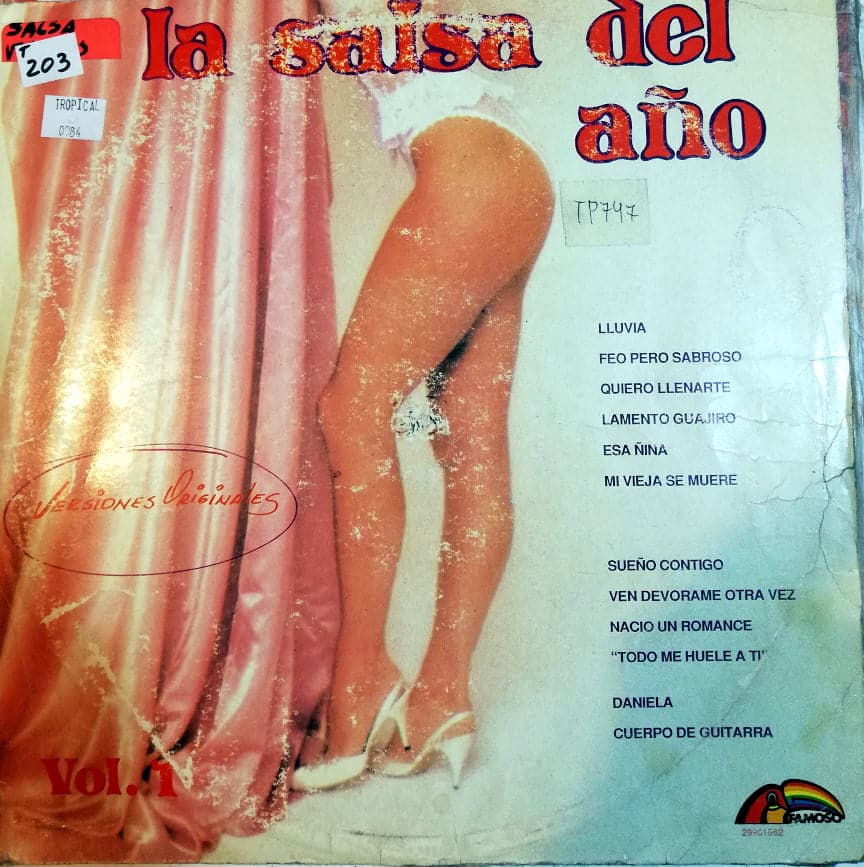 SALSA
203
TROPICAL
0084
la salsa del
año
TP747
LLUVIA
FEO PERO SABROSO
QUIERO LLENARTE
LAMENTO GUAJIRO
ESA ÑINA
MI VIEJA SE MUERE
VERSIONES ORIGINALES
SUEÑO CONTIGO
VEN DEVORAME OTRA VEZ
NACIO UN ROMANCE
"TODO ME HUELE A TI"
DANIELA
CUERPO DE GUITARRA
Vol. 1
FAMOSO